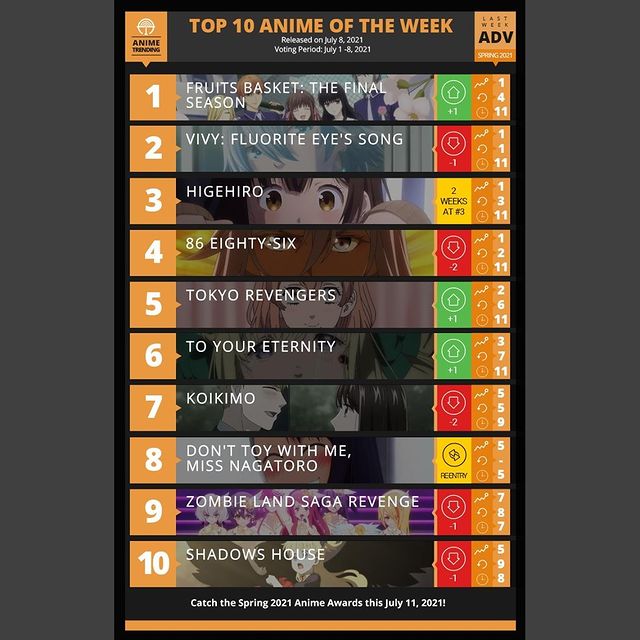 TOP 10 ANIME OF THE WEEK
Released on July 8, 2021
Voting Period: July 1 -8, 2021
ANIME
TRENDING
LAST
WEEK
ADV
SPRING 2021
1
FRUITS BASKET: THE FINAL
SEASON
+1
1
4
11
2
VIVY: FLUORITE EYE'S SONG
-1
1
1
11
3
HIGEHIRO
2
WEEKS
AT #3
1
3
11
4
86 EIGHTY-SIX
-2
1
2
11
5
TOKYO REVENGERS
+1
2
6
11
6
TO YOUR ETERNITY
+1
3
7
11
7
KOIKIMO
-2
5
5
9
8
DON'T TOY WITH ME,
MISS NAGATORO
REENTRY
5
-
5
9
ZOMBIE LAND SAGA REVENGE
-1
7
8
7
10
SHADOWS HOUSE
-1
5
9
8
Catch the Spring 2021 Anime Awards this July 11, 2021!